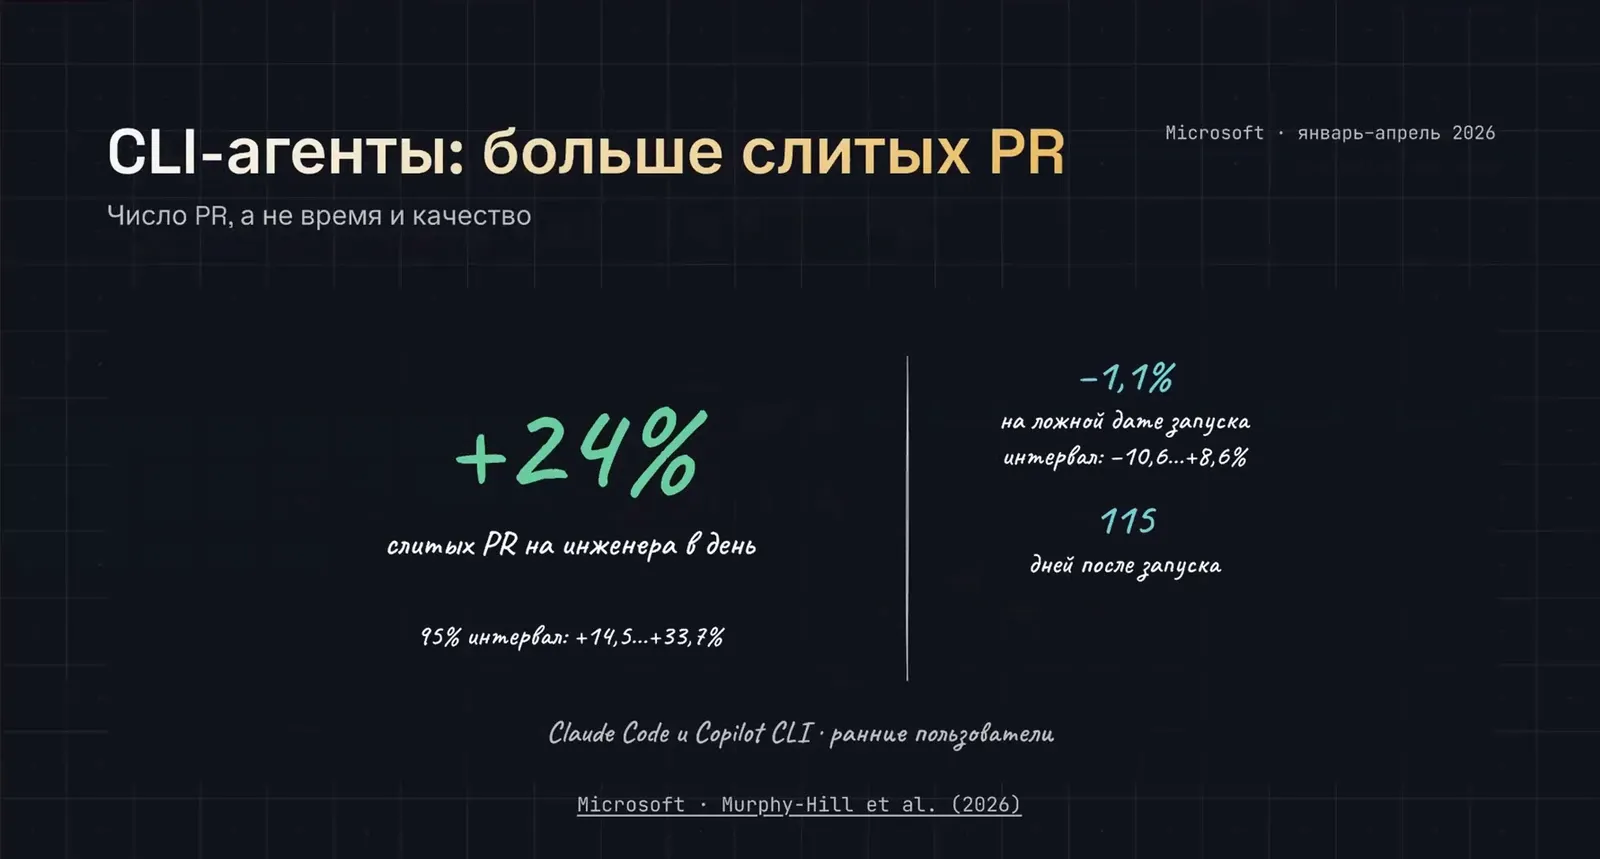 CLI-агенты: больше слитых PR
Microsoft · январь–апрель 2026
Число PR, а не время и качество
+24%
слитых PR на инженера в день
95% интервал: +14,5…+33,7%
−1,1%
на ложной дате запуска
интервал: −10,6…+8,6%
115
дней после запуска
Claude Code и Copilot CLI · ранние пользователи
Microsoft · Murphy-Hill et al. (2026)